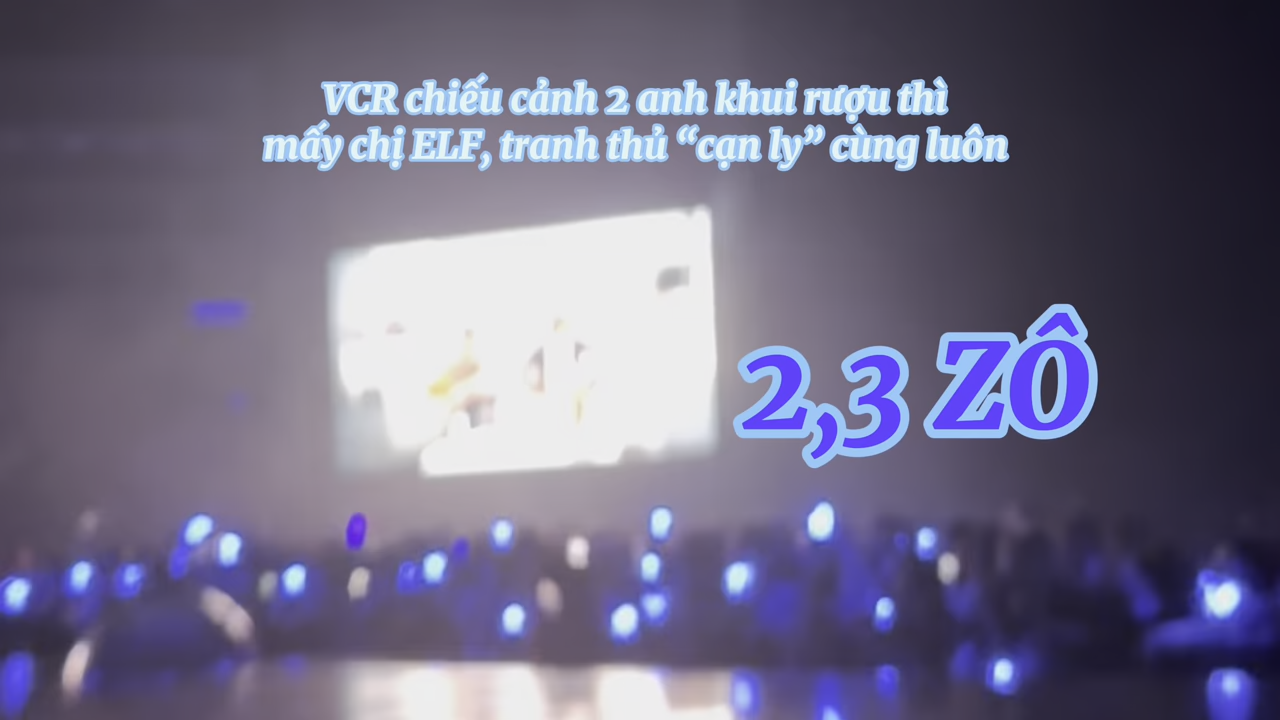 VCR chiếu cảnh 2 anh khui rượu thì
mấy chị ELF, tranh thủ “cạn ly” cùng luôn
2,3 ZÔ